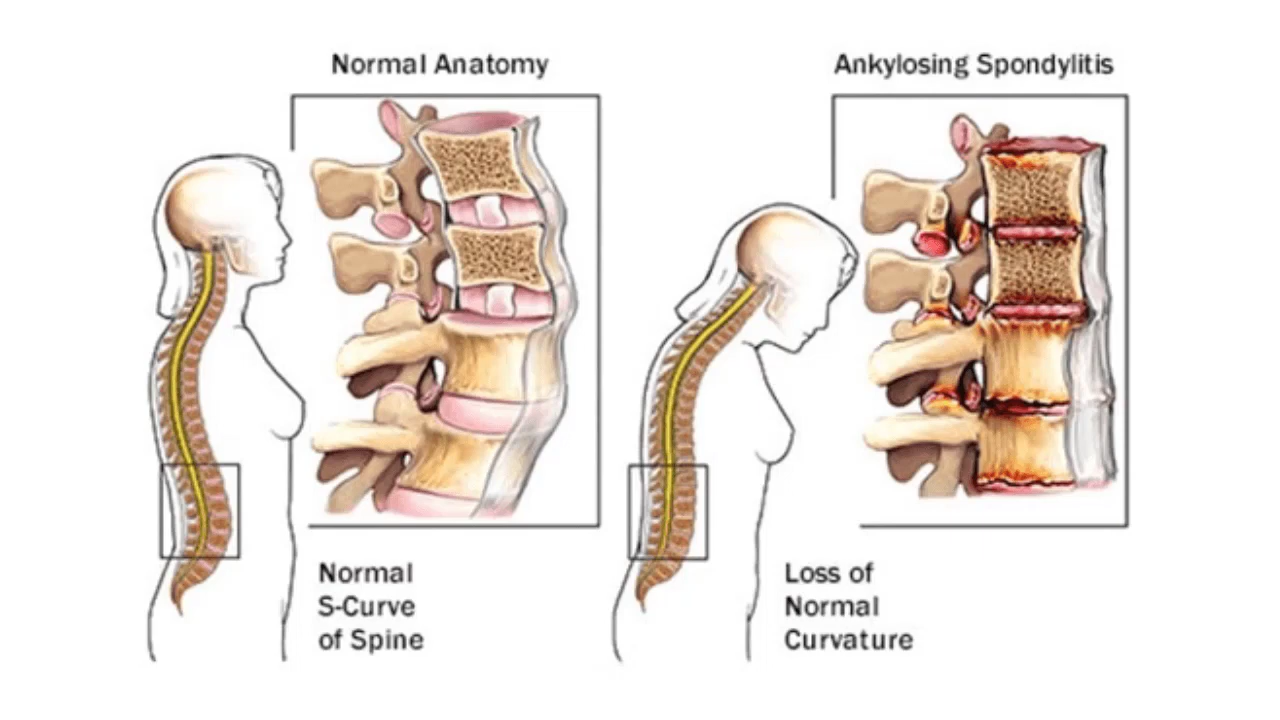 Normal Anatomy
Ankylosing Spondylitis
Normal
S-Curve
of Spine
Loss of
Normal
Curvature